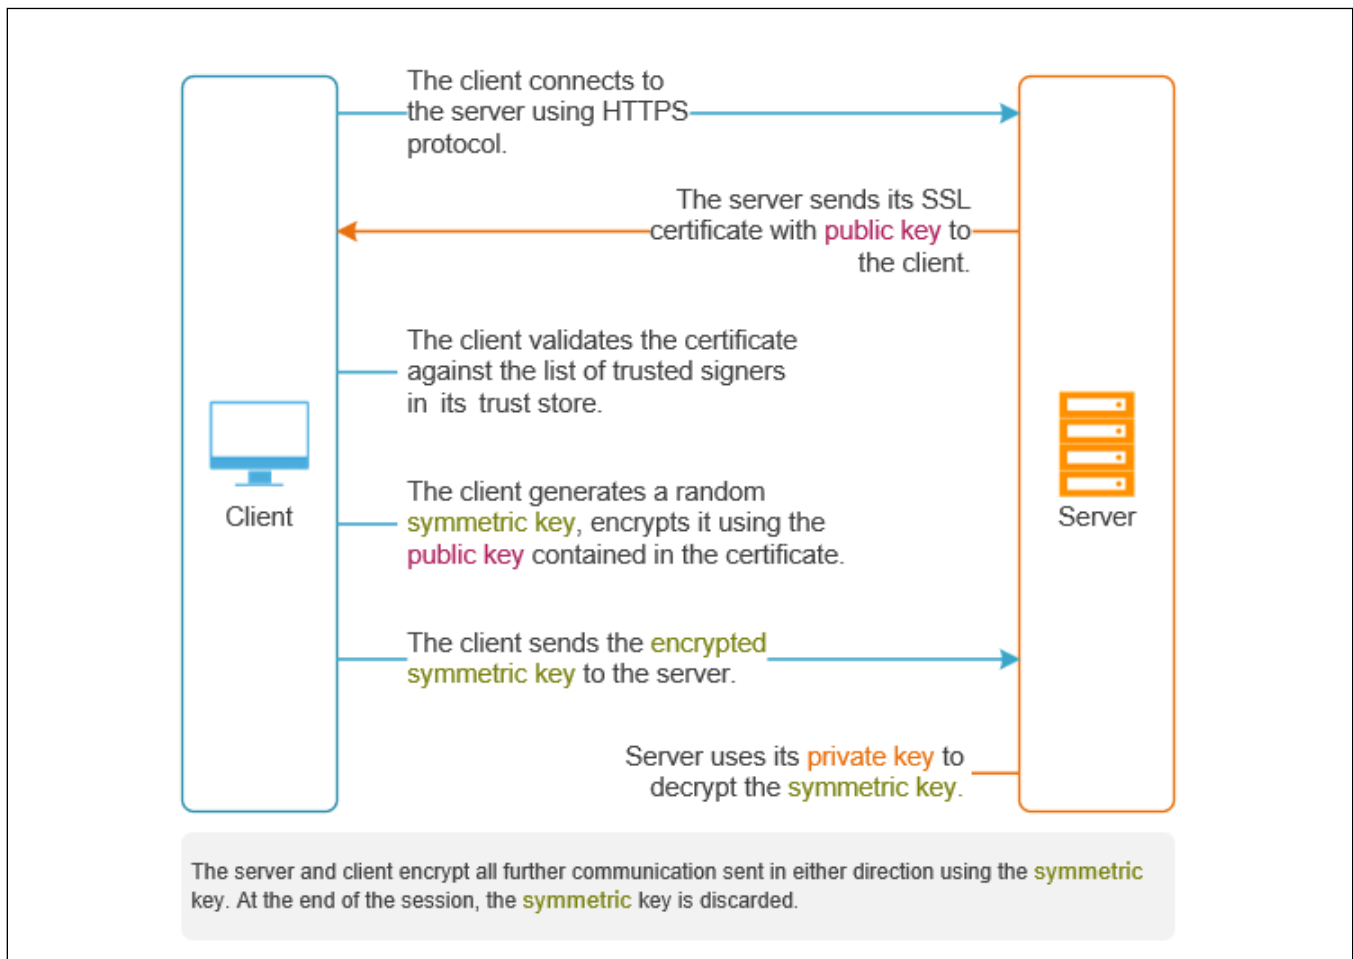 The client connects to
the server using HTTPS
protocol.
The server sends its SSL
certificate with public key to
the client.
The client validates the certificate
against the list of trusted signers
in its trust store.
The client generates a random
symmetric key, encrypts it using the
public key contained in the certificate.
Client
Server
The client sends the encrypted
symmetric key to the server.
Server uses its private key to
decrypt the symmetric key.
The server and client encrypt all further communication sent in either direction using the symmetric
key. At the end of the session, the symmetric key is discarded.